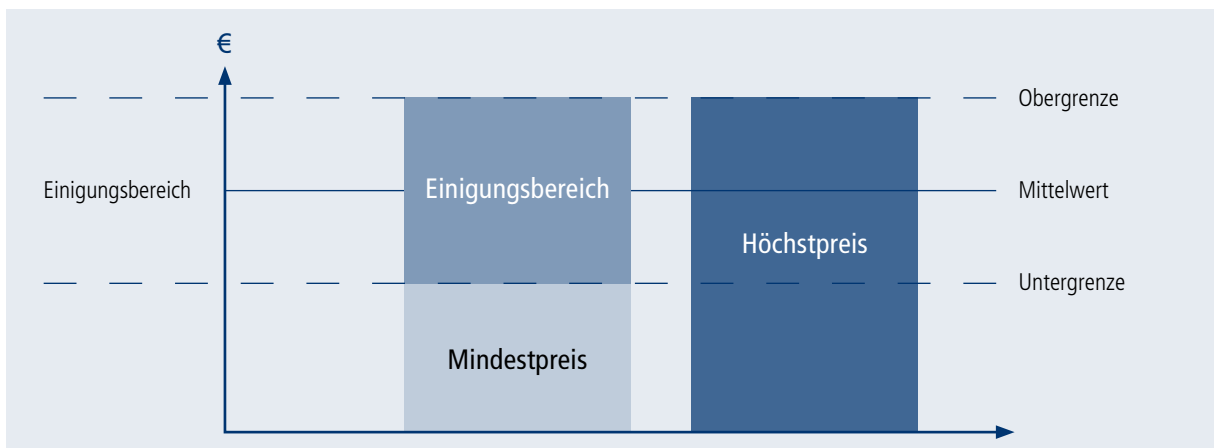 €
Obergrenze
Einigungsbereich
Einigungsbereich
Mittelwert
Höchstpreis
Untergrenze
Mindestpreis